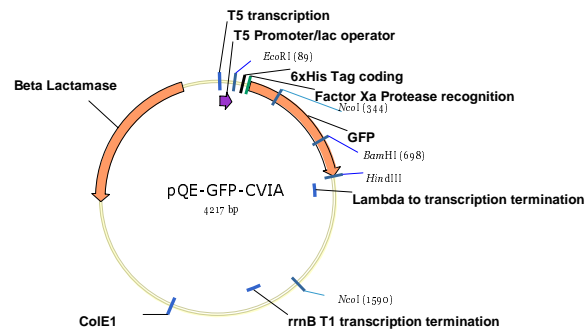 T5 transcription
T5 Promoter/lac operator
EcoRI (89)
6xHis Tag coding
Beta Lactamase
Factor Xa Protease recognition
NcoI (344)
GFP
BamHI (698)
HindIII
pQE-GFP-CVIA
4217 bp
Lambda to transcription termination
NcoI (1590)
ColE1
rrnB T1 transcription termination